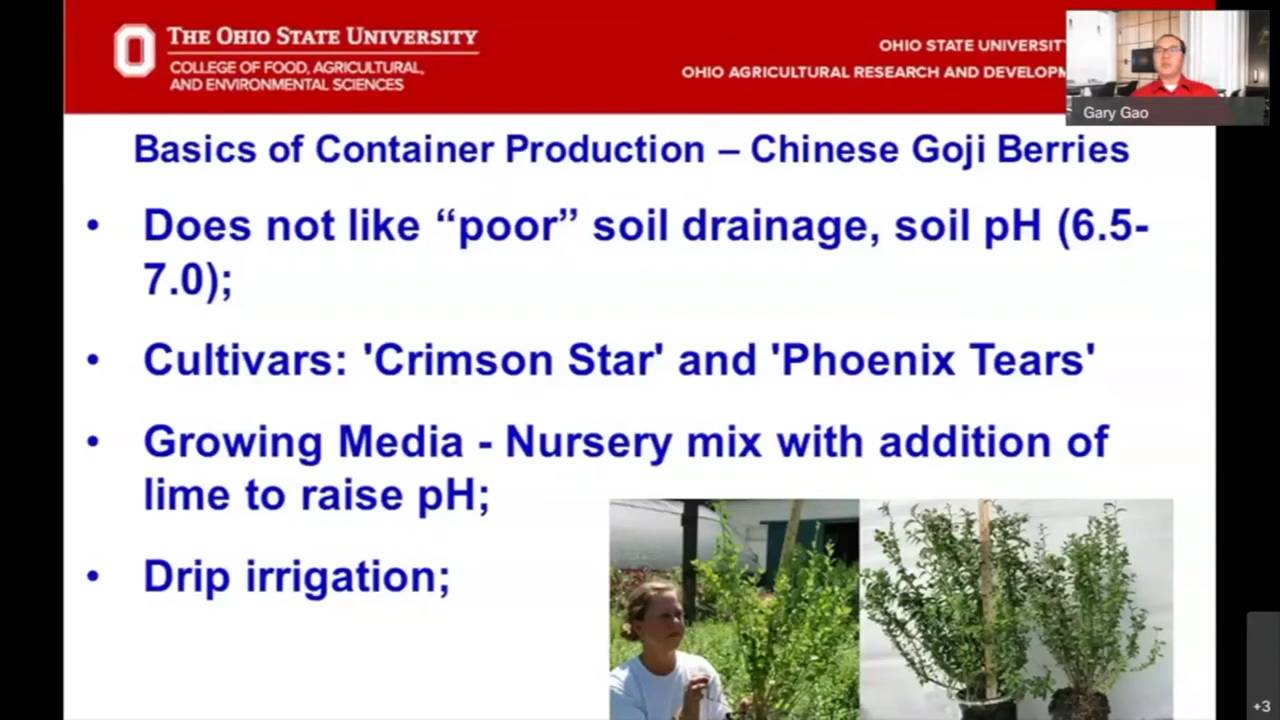 THE OHIO STATE UNIVERSITY
COLLEGE OF FOOD, AGRICULTURAL,
AND ENVIRONMENTAL SCIENCES
OHIO STATE UNIVERSIT
OHIO AGRICULTURAL RESEARCH AND DEVELOPM
Gary Gao
Basics of Container Production – Chinese Goji Berries
• Does not like “poor” soil drainage, soil pH (6.5-
7.0);
• Cultivars: 'Crimson Star' and 'Phoenix Tears'
• Growing Media - Nursery mix with addition of
lime to raise pH;
• Drip irrigation;
+3